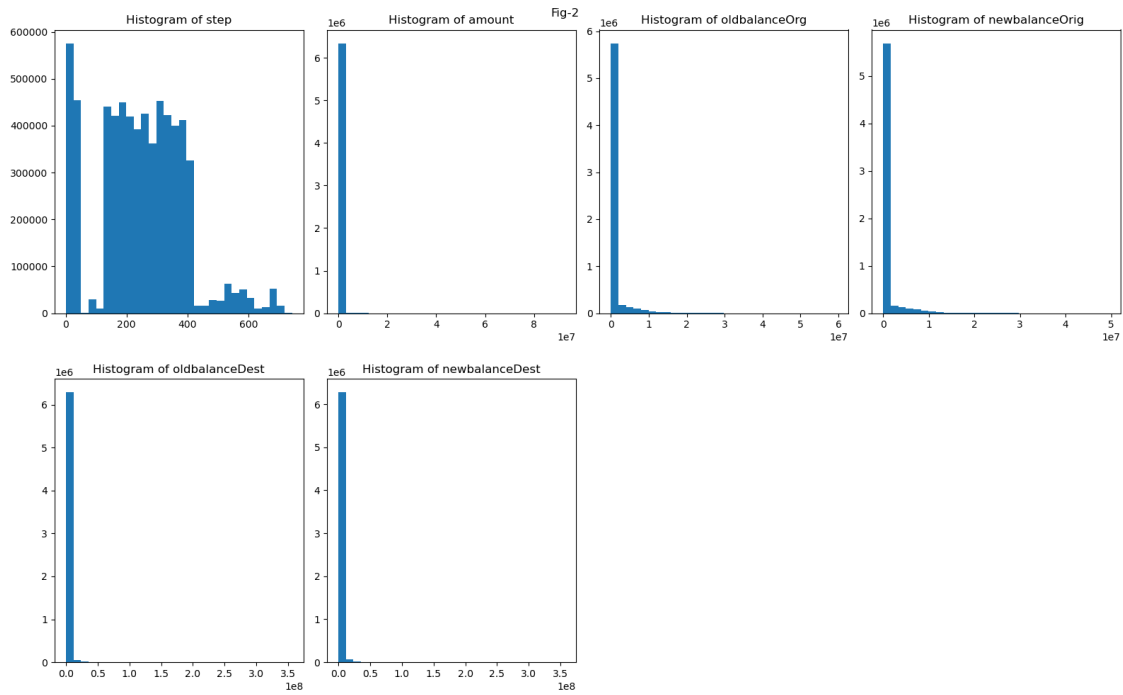 Fig-2
Histogram of step
600000
500000
400000
300000
200000
100000
0
0 200 400 600
Histogram of amount
6
5
4
3
2
1
0
0 2 4 6 8
1e7
1e6
Histogram of oldbalanceOrg
6
5
4
3
2
1
0
0 1 2 3 4 5 6
1e7
1e6
Histogram of newbalanceOrig
5
4
3
2
1
0
0 1 2 3 4 5
1e7
1e6
Histogram of oldbalanceDest
1e6
6
5
4
3
2
1
0
0.0 0.5 1.0 1.5 2.0 2.5 3.0 3.5
1e8
Histogram of newbalanceDest
1e6
6
5
4
3
2
1
0
0.0 0.5 1.0 1.5 2.0 2.5 3.0 3.5
1e8